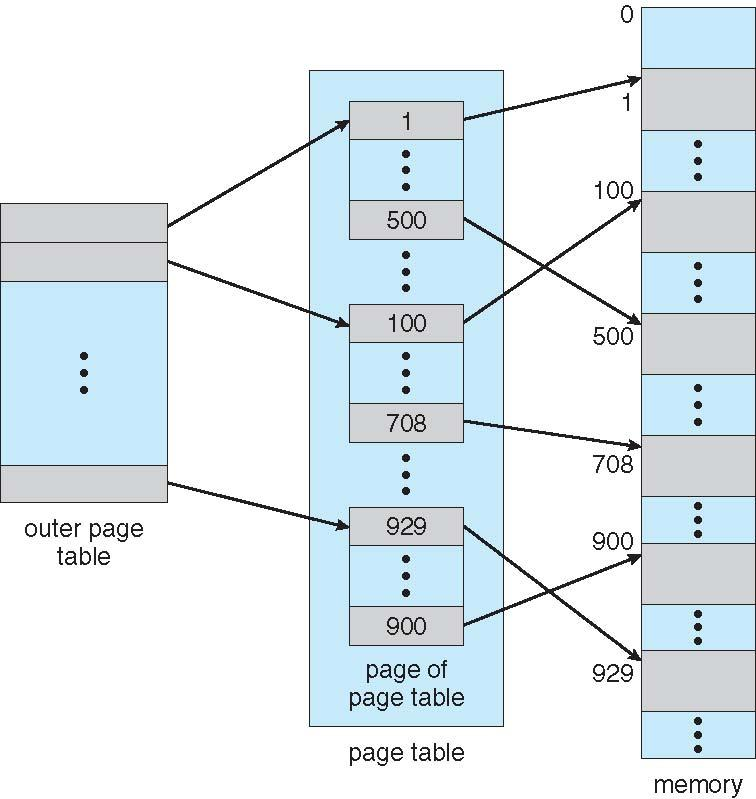 outer page
table
1
500
100
708
929
900
page of
page table
page table
0
1
100
500
708
900
929
memory